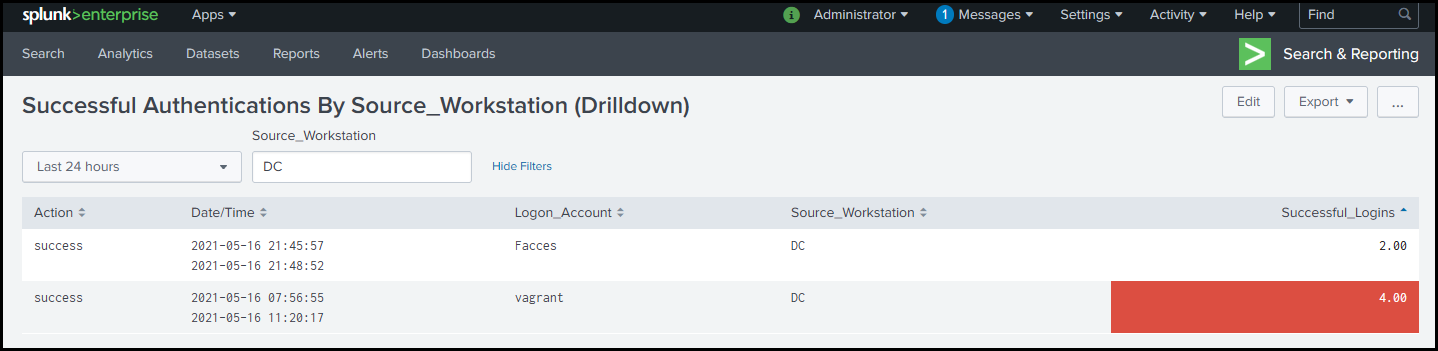 splunk>enterprise Apps Administrator 1 Messages Settings Activity Help Find
Search Analytics Datasets Reports Alerts Dashboards Search & Reporting
Successful Authentications By Source_Workstation (Drilldown) Edit Export ...
Source_Workstation
Last 24 hours DC Hide Filters
Action Date/Time Logon_Account Source_Workstation Successful_Logins
success 2021-05-16 21:45:57 Facces DC 2.00
2021-05-16 21:48:52
success 2021-05-16 07:56:55 vagrant DC 4.00
2021-05-16 11:20:17